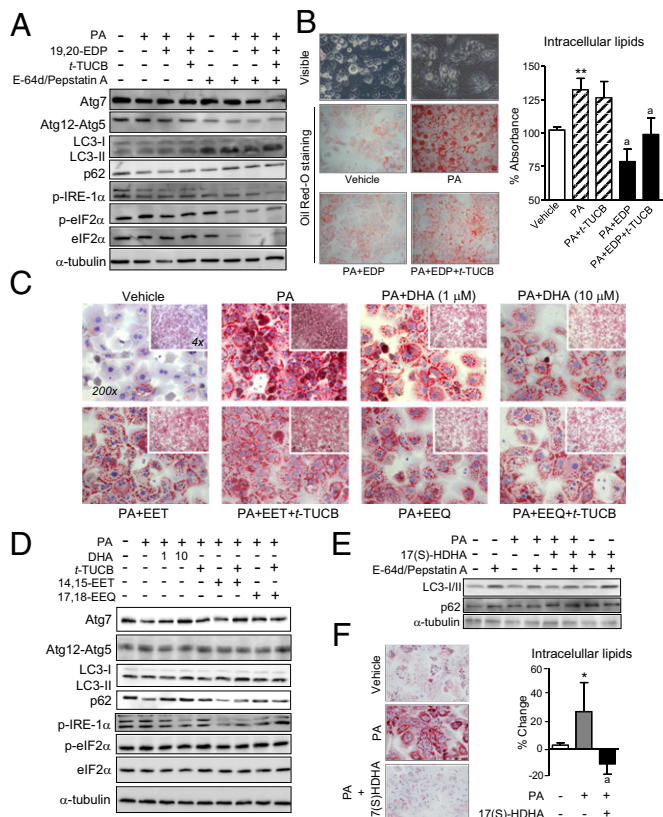 A
PA - + + + - + + +
19,20-EDP - - + + - - + +
t-TUCB - - - + - - - +
E-64d/Pepstatin A - - - - + + + +
Atg7
Atg12-Atg5
LC3-I
LC3-II
p62
p-IRE-1α
p-eIF2α
eIF2α
α-tubulin
B
Visible
Oil Red-O staining
Vehicle
PA
PA+EDP
PA+EDP+t-TUCB
Intracellular lipids
% Absorbance
150
125
100
75
50
**
a
a
Vehicle
PA
PA+t-TUCB
PA+EDP
PA+EDP+t-TUCB
C
Vehicle
PA
PA+DHA (1 μM)
PA+DHA (10 μM)
4x
200x
PA+EET
PA+EET+t-TUCB
PA+EEQ
PA+EEQ+t-TUCB
D
PA - + + + + + + + +
DHA - - 1 10 - - - - -
t-TUCB - - - - + - + - +
14,15-EET - - - - - + + - -
17,18-EEQ - - - - - - - + +
Atg7
Atg12-Atg5
LC3-I
LC3-II
p62
p-IRE-1α
p-eIF2α
eIF2α
α-tubulin
E
PA - - + + + + - -
17(S)-HDHA - - - - + + + +
E-64d/Pepstatin A - + - + - + - +
LC3-I/II
p62
α-tubulin
F
Vehicle
PA
PA
+
7(S)HDHA
Intracelullar lipids
% Change
60
40
20
0
-20
*
a
PA - + +
17(S)-HDHA - - +